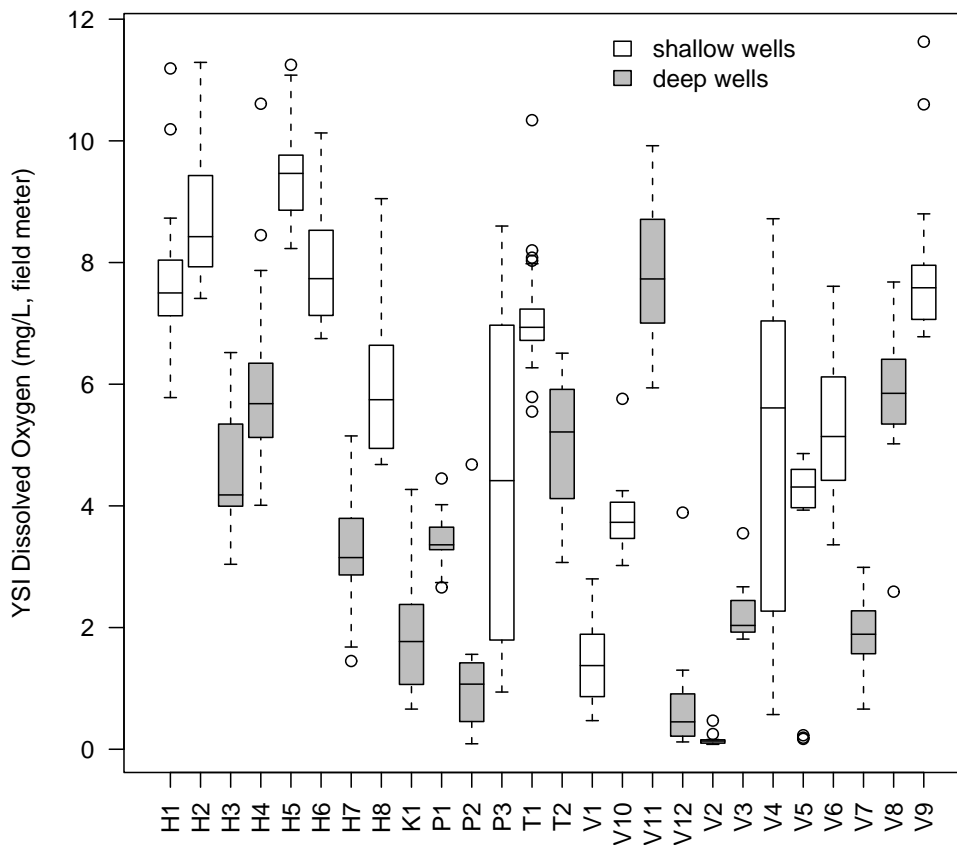 YSI Dissolved Oxygen (mg/L, field meter)
12
10
8
6
4
2
0
shallow wells
deep wells
H1
H2
H3
H4
H5
H6
H7
H8
K1
P1
P2
P3
T1
T2
V1
V10
V11
V12
V2
V3
V4
V5
V6
V7
V8
V9